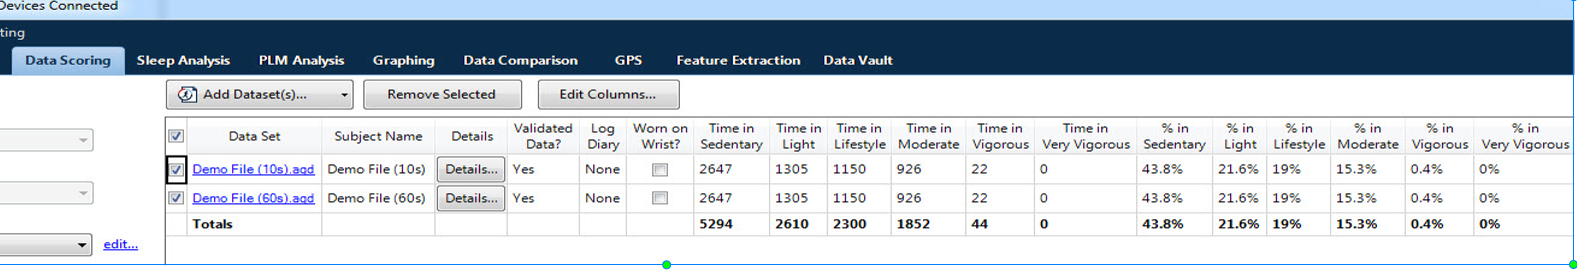 Devices Connected
ting
Data Scoring Sleep Analysis PLM Analysis Graphing Data Comparison GPS Feature Extraction Data Vault
Add Dataset(s)... Remove Selected Edit Columns...
Data Set Subject Name Details Validated Data? Log Diary Worn on Wrist? Time in Sedentary Time in Light Time in Lifestyle Time in Moderate Time in Vigorous Time in Very Vigorous % in Sedentary % in Light % in Lifestyle % in Moderate % in Vigorous % in Very Vigorous
Demo File (10s).agd Demo File (10s) Details... Yes None 2647 1305 1150 926 22 0 43.8% 21.6% 19% 15.3% 0.4% 0%
Demo File (60s).agd Demo File (60s) Details... Yes None 2647 1305 1150 926 22 0 43.8% 21.6% 19% 15.3% 0.4% 0%
Totals 5294 2610 2300 1852 44 0 43.8% 21.6% 19% 15.3% 0.4% 0%
edit...